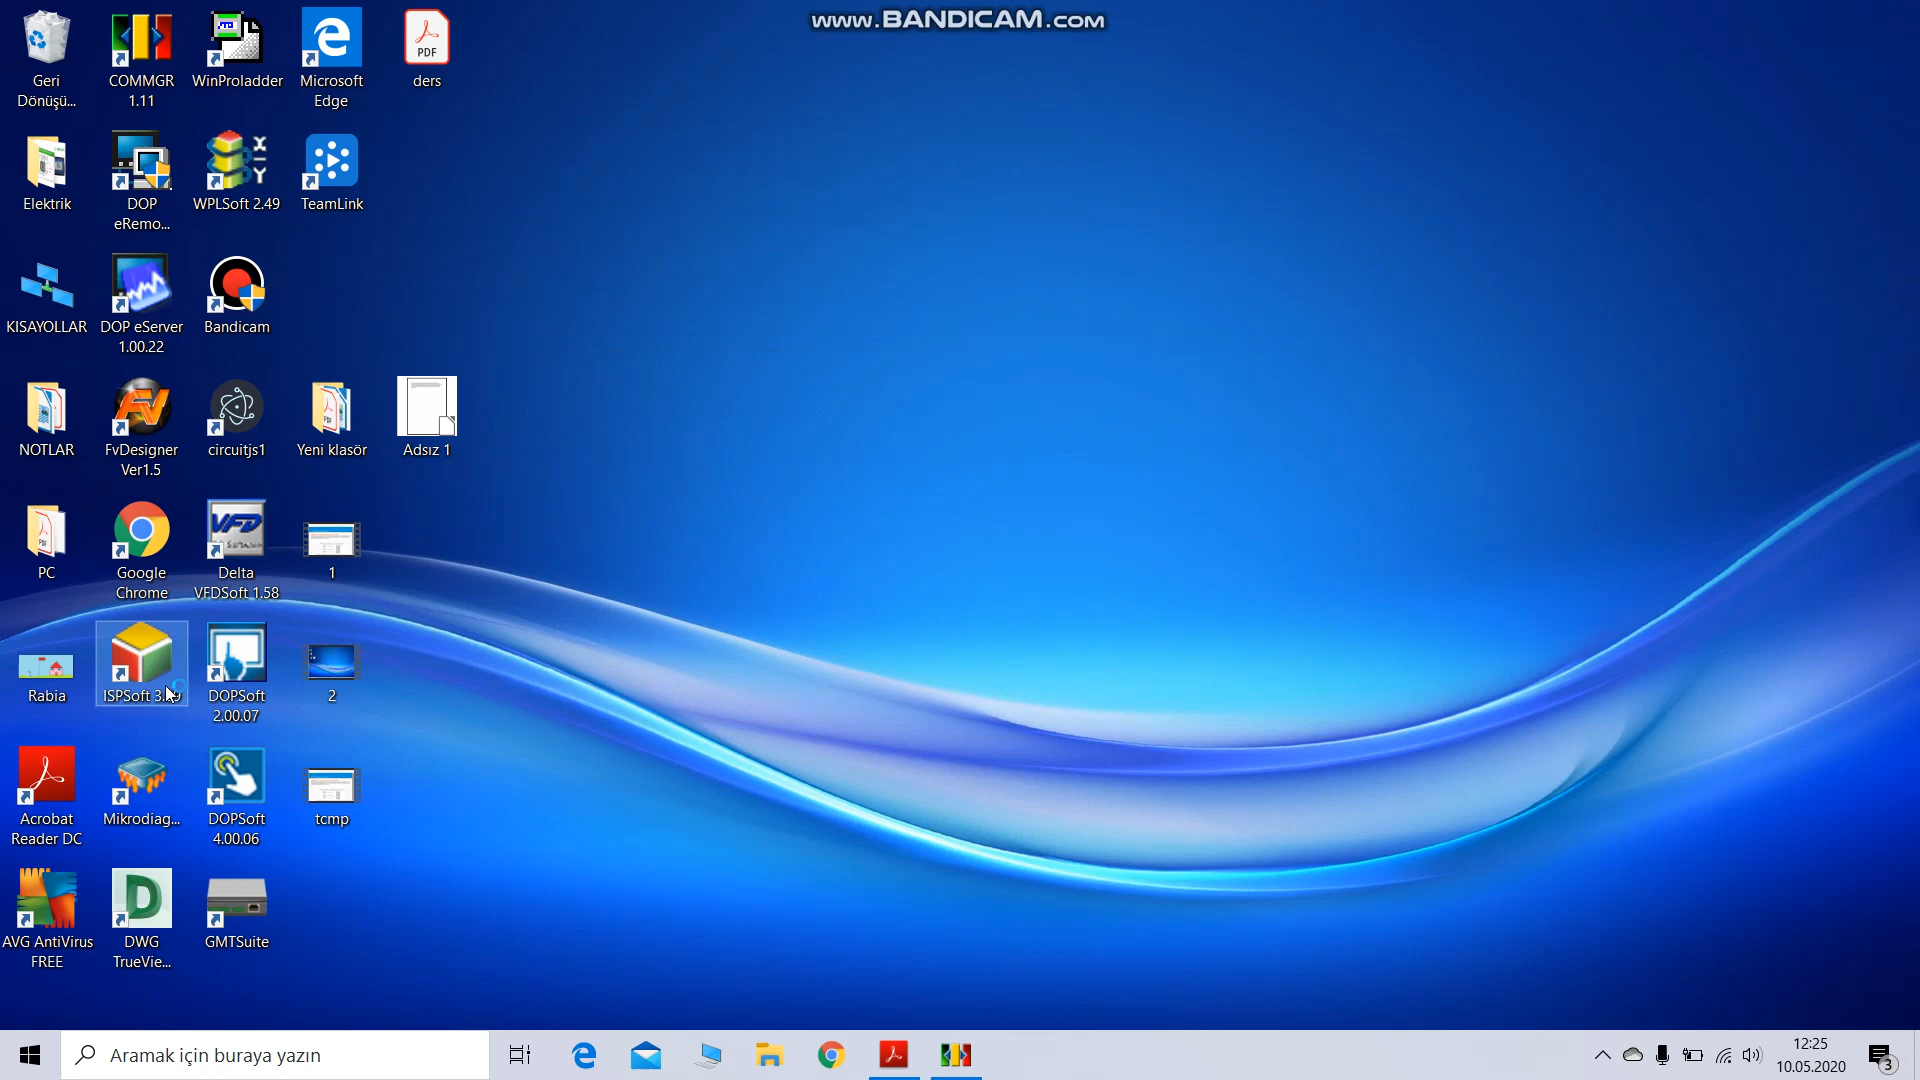 www.BANDICAM.com
Geri
Dönüşü...
COMMGR
1.11
WinProladder
Microsoft
Edge
PDF
ders
Elektrik
DOP
eRemo...
X
Y
WPLSoft 2.49
TeamLink
KISAYOLLAR
DOP eServer
1.00.22
Bandicam
NOTLAR
FvDesigner
Ver1.5
circuitjs1
Yeni klasör
Adsız 1
PC
Google
Chrome
VFD
Delta
VFDSoft 1.58
1
Rabia
ISPSoft
DOPSoft
2.00.07
2
Acrobat
Reader DC
Mikrodiag...
DOPSoft
4.00.06
tcmp
AVG AntiVirus
FREE
DWG
TrueVie...
GMTSuite
Aramak için buraya yazın
12:25
10.05.2020
3